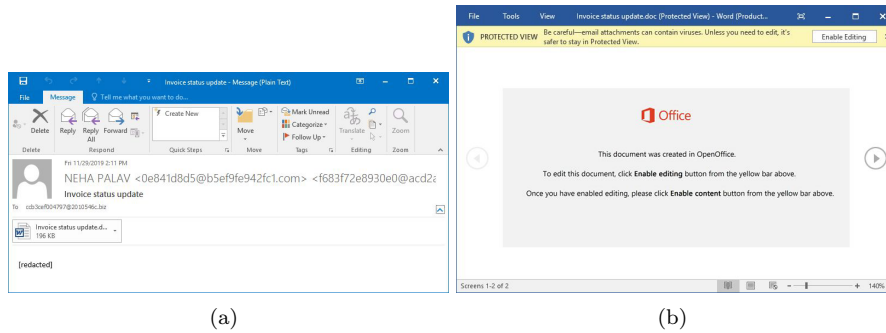 Invoice status update - Message (Plain Text)
File Message Tell me what you want to do...
Delete
Reply Reply All Forward
Create New
Move
Mark Unread
Categorize
Follow Up
Translate
Zoom
Delete Respond Quick Steps Move Tags Editing Zoom
Fri 11/29/2019 2:11 PM
NEHA PALAV <0e841d8d5@b5ef9fe942fc1.com> <f683f72e8930e0@acd2a
Invoice status update
To ccb3cef004797@2010546c.biz
Invoice status update.d...
196 KB
[redacted]
(a)
File Tools View Invoice status update.doc (Protected View) - Word (Product...
PROTECTED VIEW Be careful—email attachments can contain viruses. Unless you need to edit, it's
safer to stay in Protected View.
Enable Editing
Office
This document was created in OpenOffice.
To edit this document, click Enable editing button from the yellow bar above.
Once you have enabled editing, please click Enable content button from the yellow bar above.
Screens 1-2 of 2 140%
(b)